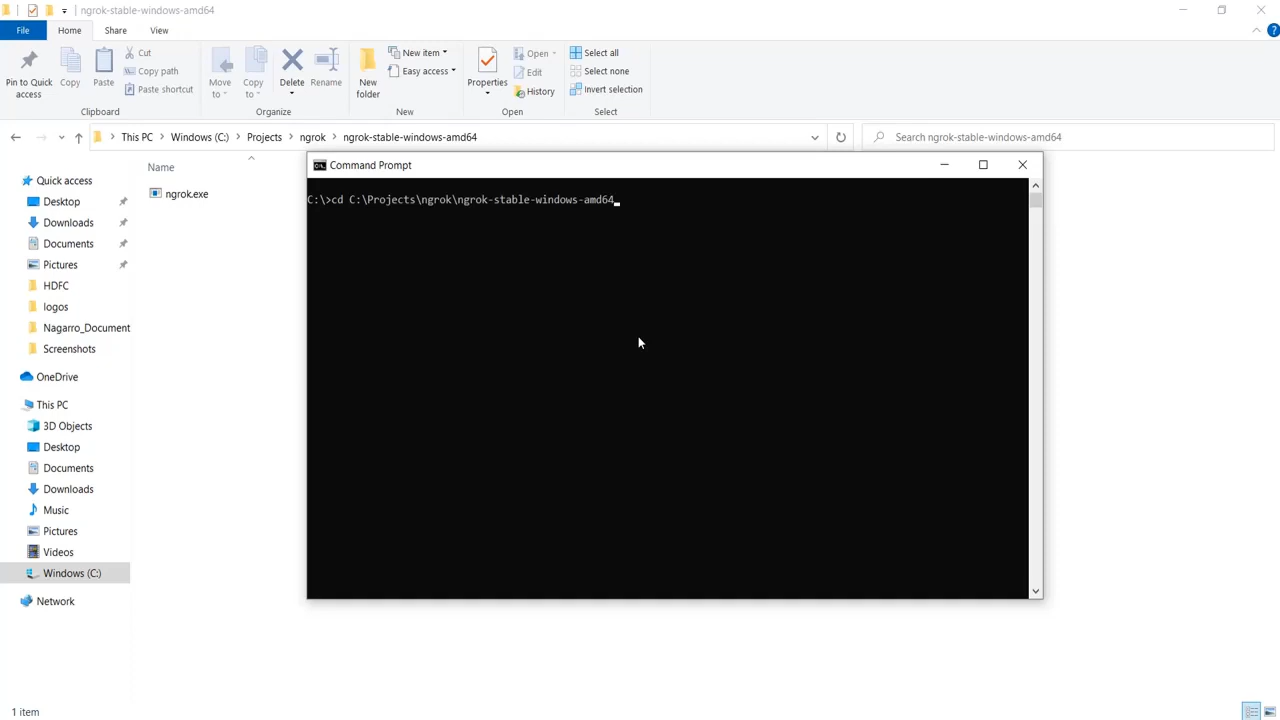 ngrok-stable-windows-amd64
File
Home
Share
View
Pin to Quick access
Copy
Paste
Cut
Copy path
Paste shortcut
Clipboard
Move to
Copy to
Delete
Rename
Organize
New folder
New item
Easy access
New
Properties
Open
Edit
History
Open
Select all
Select none
Invert selection
Select
This PC
Windows (C:)
Projects
ngrok
ngrok-stable-windows-amd64
Search ngrok-stable-windows-amd64
Quick access
Desktop
Downloads
Documents
Pictures
HDFC
logos
Nagarro_Document
Screenshots
OneDrive
This PC
3D Objects
Desktop
Documents
Downloads
Music
Pictures
Videos
Windows (C:)
Network
Name
ngrok.exe
Command Prompt
C:\>cd C:\Projects\ngrok\ngrok-stable-windows-amd64
1 item